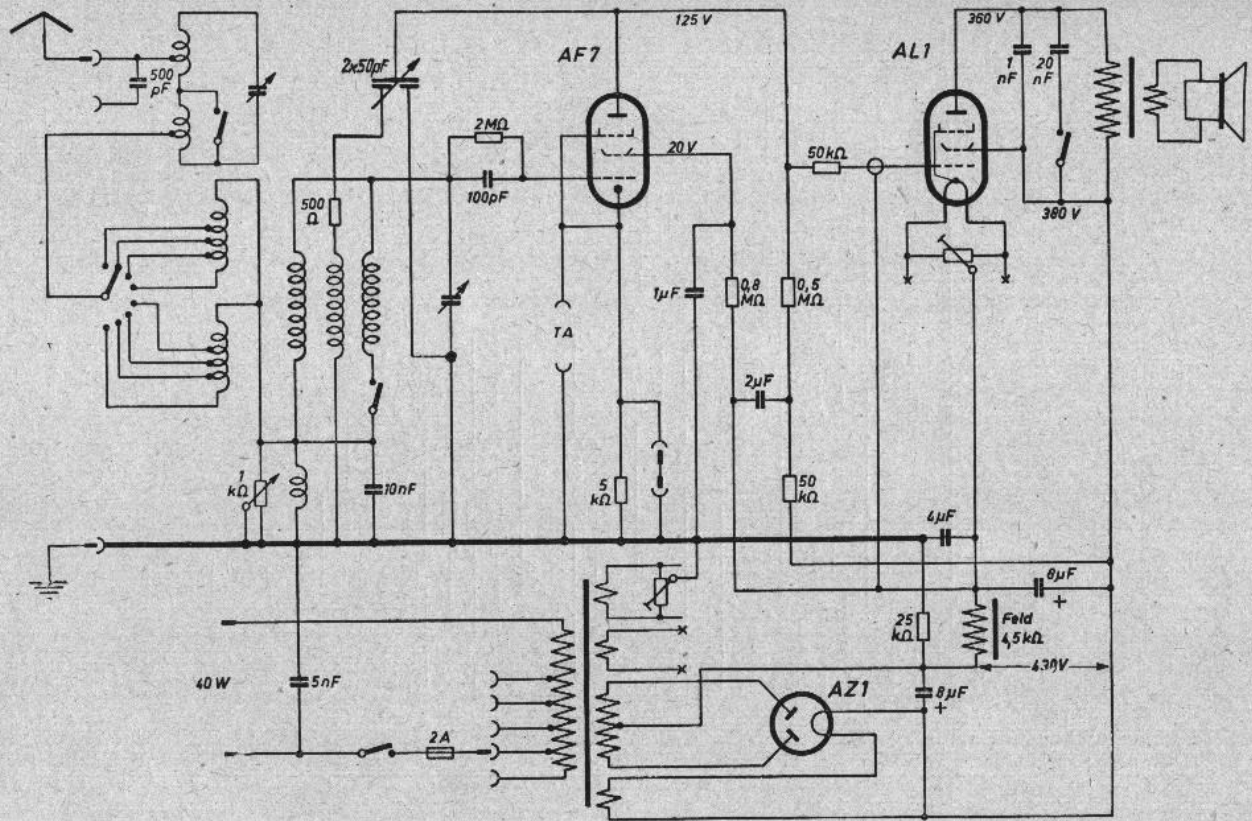 125 V
360 V
AF7
AL1
500
pF
2x50pF
1
nF
20
nF
2MΩ
20 V
50kΩ
100pF
500
Ω
380 V
1µF
0,8
MΩ
0,5
MΩ
TA
2µF
1
kΩ
10nF
5
kΩ
50
kΩ
4µF
8µF
+
25
kΩ
Feld
4,5kΩ
430V
40W
5nF
AZ1
8µF
+
2A